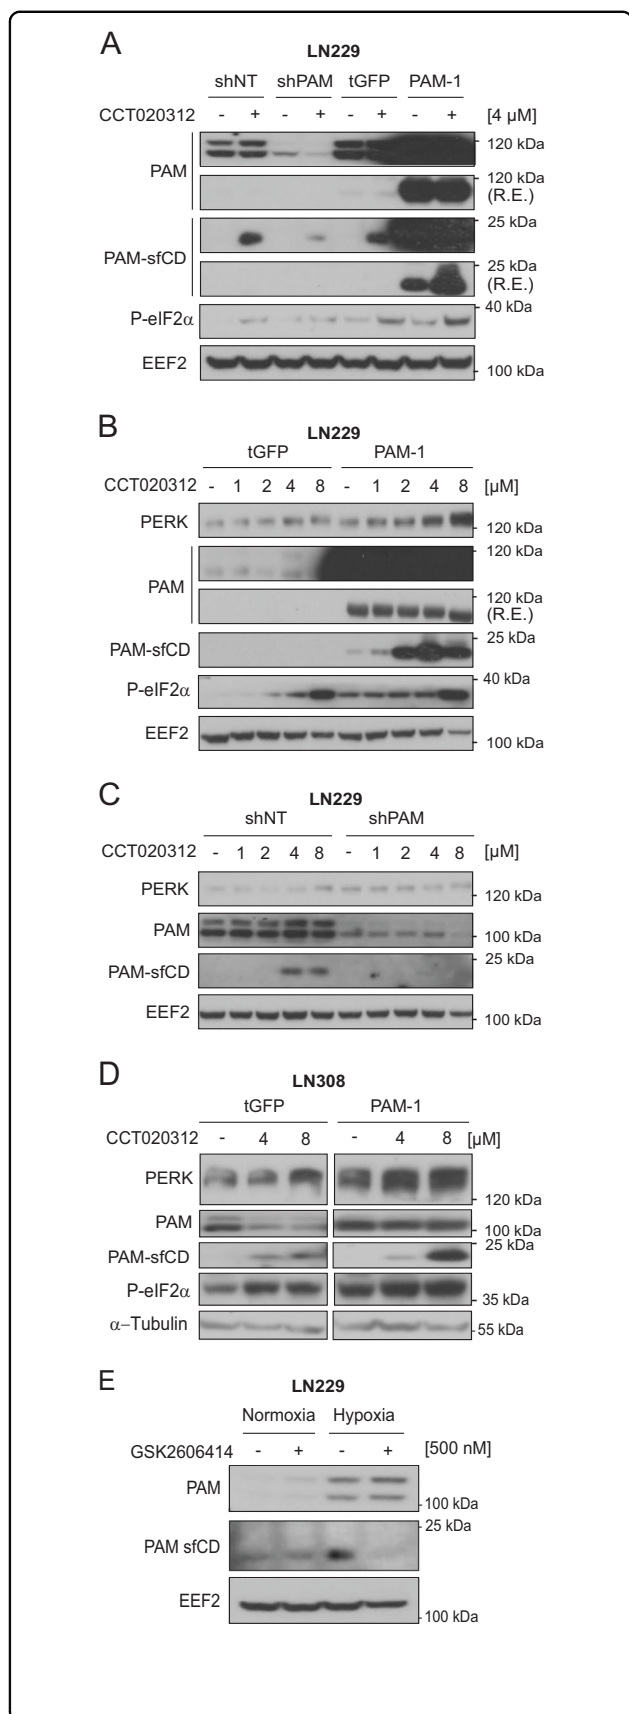 A
LN229
shNT shPAM tGFP PAM-1
CCT020312 - + - + - + - + [4 µM]
PAM
120 kDa
120 kDa
(R.E.)
PAM-sfCD
25 kDa
25 kDa
(R.E.)
P-eIF2α
40 kDa
EEF2
100 kDa
B
LN229
tGFP PAM-1
CCT020312 - 1 2 4 8 - 1 2 4 8 [µM]
PERK
120 kDa
PAM
120 kDa
120 kDa
(R.E.)
PAM-sfCD
25 kDa
P-eIF2α
40 kDa
EEF2
100 kDa
C
LN229
shNT shPAM
CCT020312 - 1 2 4 8 - 1 2 4 8 [µM]
PERK
120 kDa
PAM
100 kDa
PAM-sfCD
25 kDa
EEF2
100 kDa
D
LN308
tGFP PAM-1
CCT020312 - 4 8 - 4 8 [µM]
PERK
120 kDa
PAM
100 kDa
PAM-sfCD
25 kDa
P-eIF2α
35 kDa
α–Tubulin
55 kDa
E
LN229
Normoxia Hypoxia
GSK2606414 - + - + [500 nM]
PAM
100 kDa
PAM sfCD
25 kDa
EEF2
100 kDa